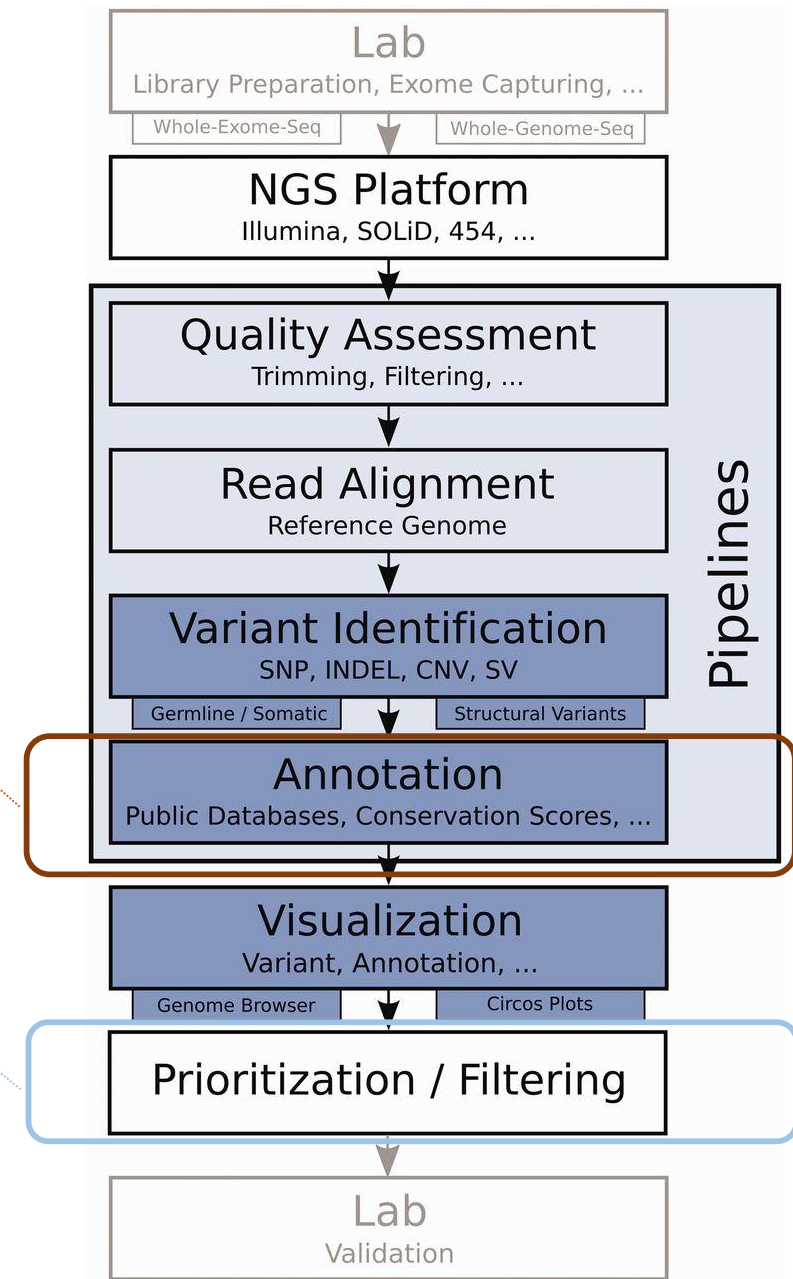 Lab
Library Preparation, Exome Capturing, ...
Whole-Exome-Seq
Whole-Genome-Seq
NGS Platform
Illumina, SOLiD, 454, ...
Quality Assessment
Trimming, Filtering, ...
Read Alignment
Reference Genome
Variant Identification
SNP, INDEL, CNV, SV
Germline / Somatic
Structural Variants
Annotation
Public Databases, Conservation Scores, ...
Pipelines
Visualization
Variant, Annotation, ...
Genome Browser
Circos Plots
Prioritization / Filtering
Lab
Validation